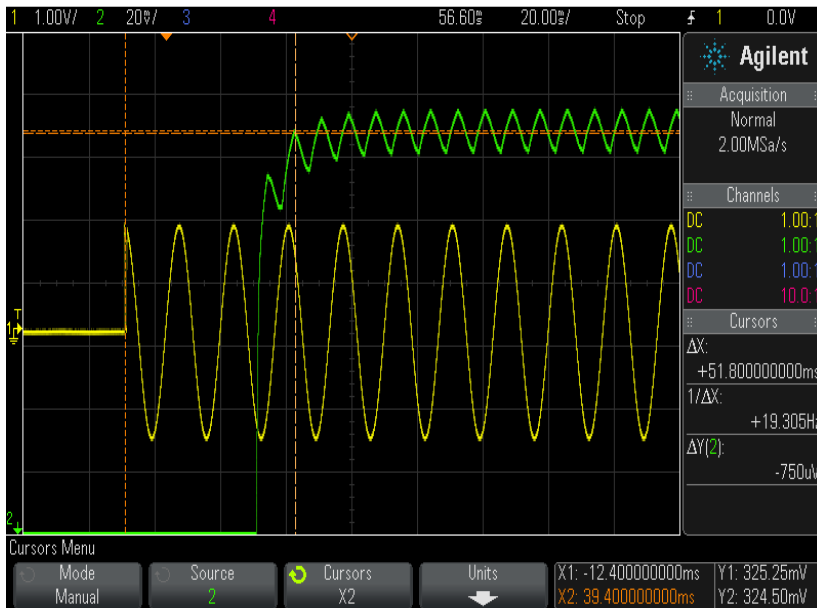 1 1.00V/ 2 20V/ 3 4 56.60s 20.00s/ Stop 1 0.0V
Agilent
Acquisition
Normal
2.00MSa/s
Channels
DC 1.00:1
DC 1.00:1
DC 1.00:1
DC 10.0:1
Cursors
ΔX:
+51.800000000ms
1/ΔX:
+19.305Hz
ΔY(2):
-750uV
T
1
2
Cursors Menu
Mode Source Cursors Units X1: -12.400000000ms Y1: 325.25mV
Manual 2 X2 X2: 39.400000000ms Y2: 324.50mV